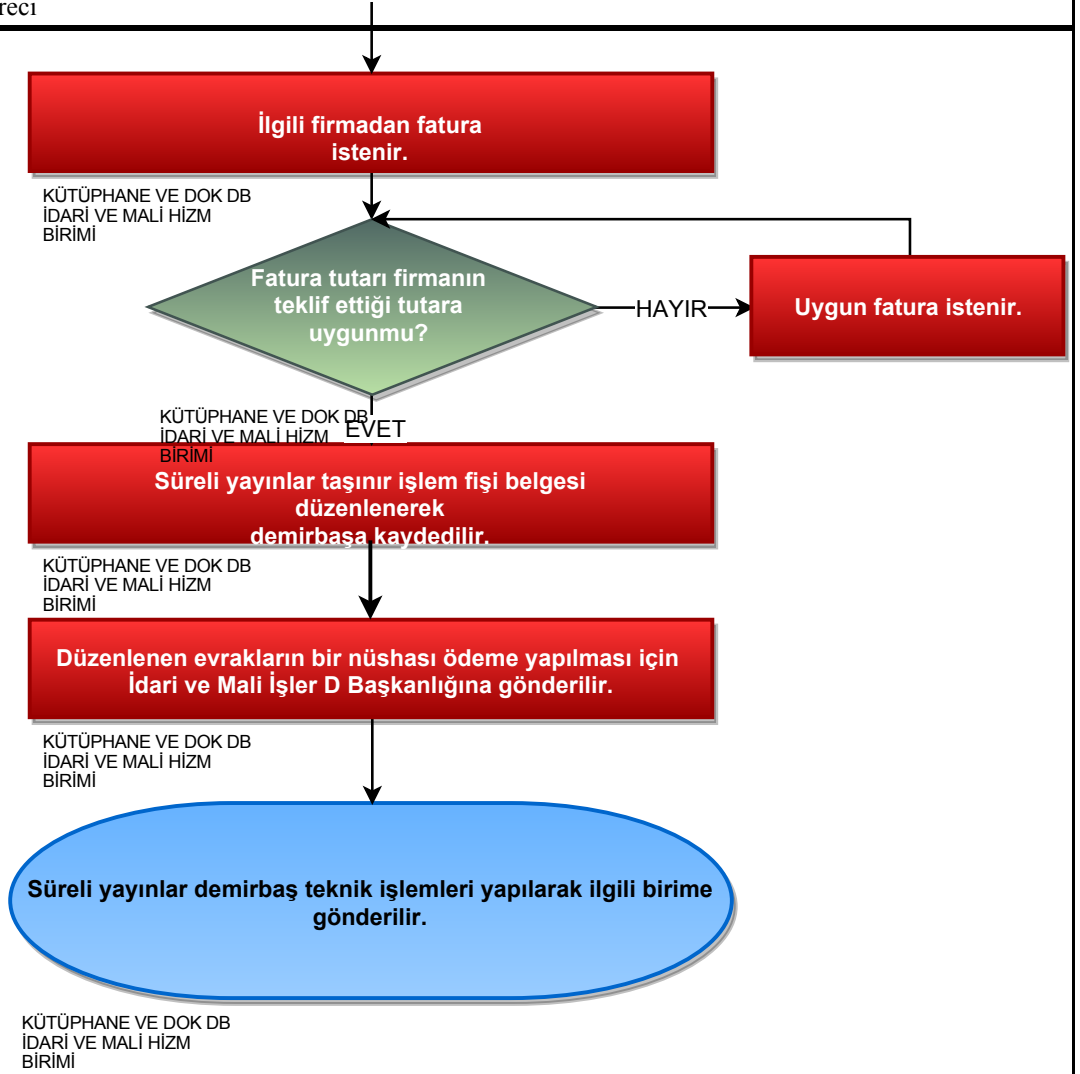 reci
İlgili firmadan fatura
istenir.
KÜTÜPHANE VE DOK DB
İDARİ VE MALİ HİZM
BİRİMİ
Fatura tutarı firmanın
teklif ettiği tutara
uygunmu?
HAYIR
Uygun fatura istenir.
KÜTÜPHANE VE DOK DB
İDARİ VE MALİ HİZM
BİRİMİ
EVET
Süreli yayınlar taşınır işlem fişi belgesi
düzenlenerek
demirbaşa kaydedilir.
KÜTÜPHANE VE DOK DB
İDARİ VE MALİ HİZM
BİRİMİ
Düzenlenen evrakların bir nüshası ödeme yapılması için
İdari ve Mali İşler D Başkanlığına gönderilir.
KÜTÜPHANE VE DOK DB
İDARİ VE MALİ HİZM
BİRİMİ
Süreli yayınlar demirbaş teknik işlemleri yapılarak ilgili birime
gönderilir.
KÜTÜPHANE VE DOK DB
İDARİ VE MALİ HİZM
BİRİMİ